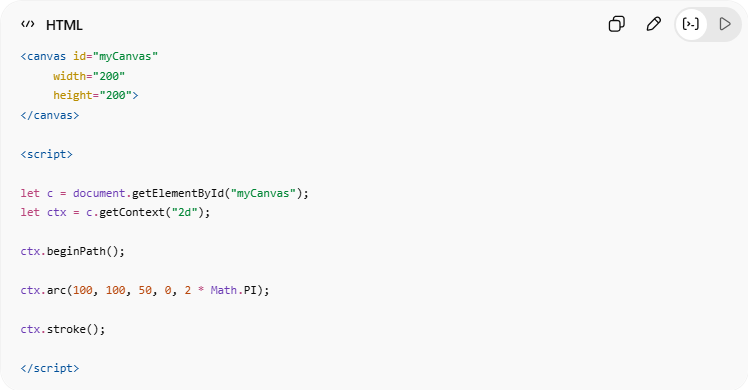 HTML
<canvas id="myCanvas"
     width="200"
     height="200">
</canvas>

<script>

let c = document.getElementById("myCanvas");
let ctx = c.getContext("2d");

ctx.beginPath();

ctx.arc(100, 100, 50, 0, 2 * Math.PI);

ctx.stroke();

</script>